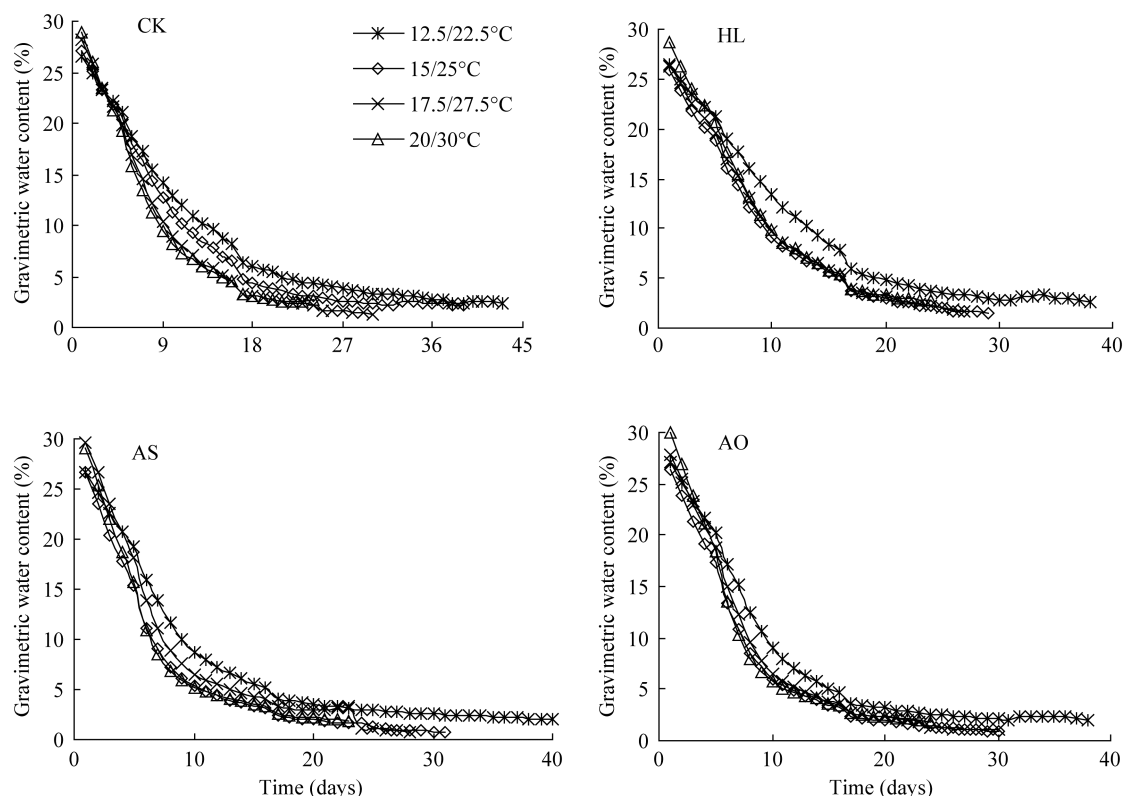 CK
12.5/22.5°C
15/25°C
17.5/27.5°C
20/30°C
Gravimetric water content (%)
30
25
20
15
10
5
0
0 9 18 27 36 45
HL
Gravimetric water content (%)
30
25
20
15
10
5
0
0 10 20 30 40
AS
Gravimetric water content (%)
30
25
20
15
10
5
0
0 10 20 30 40
Time (days)
AO
Gravimetric water content (%)
30
25
20
15
10
5
0
0 10 20 30 40
Time (days)